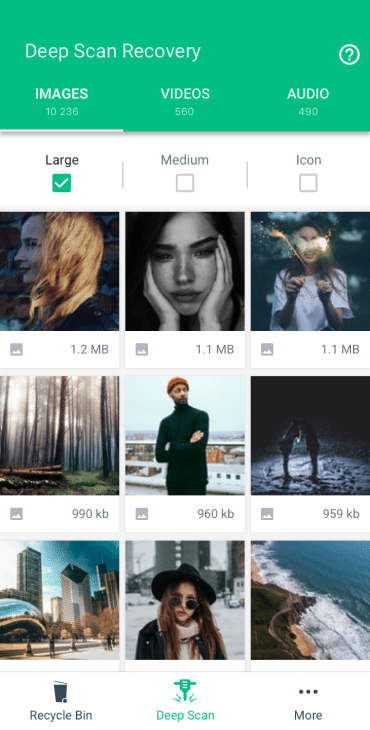 Deep Scan Recovery
IMAGES VIDEOS AUDIO
10 236 560 490
Large Medium Icon
1.2 MB 1.1 MB 1.1 MB
990 kb 960 kb 959 kb
Recycle Bin Deep Scan More